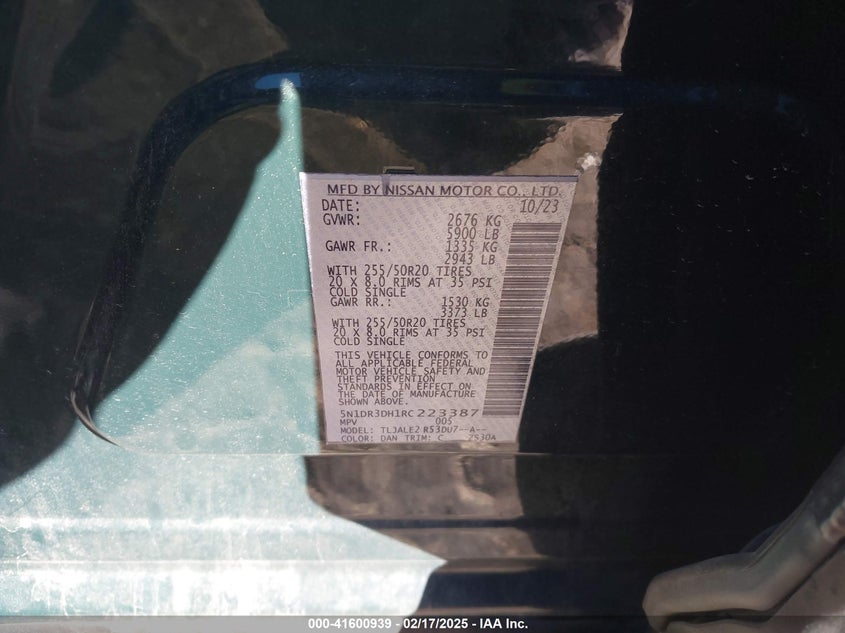 MFD BY NISSAN MOTOR CO., LTD.
DATE: 10/23
GVWR: 2676 KG
5900 LB
GAWR FR.: 1335 KG
2943 LB
WITH 255/50R20 TIRES
20 X 8.0 RIMS AT 35 PSI
COLD SINGLE
GAWR RR.: 1530 KG
3373 LB
WITH 255/50R20 TIRES
20 X 8.0 RIMS AT 35 PSI
COLD SINGLE
THIS VEHICLE CONFORMS TO
ALL APPLICABLE FEDERAL
MOTOR VEHICLE SAFETY AND
THEFT PREVENTION
STANDARDS IN EFFECT ON
THE DATE OF MANUFACTURE
SHOWN ABOVE.
5N1DR3DH1RC223387
MPV 005
MODEL: TLJALE2 R53DU7--A--
COLOR: DAN TRIM: C ZS30A
000-41600939 - 02/17/2025 - IAA Inc.